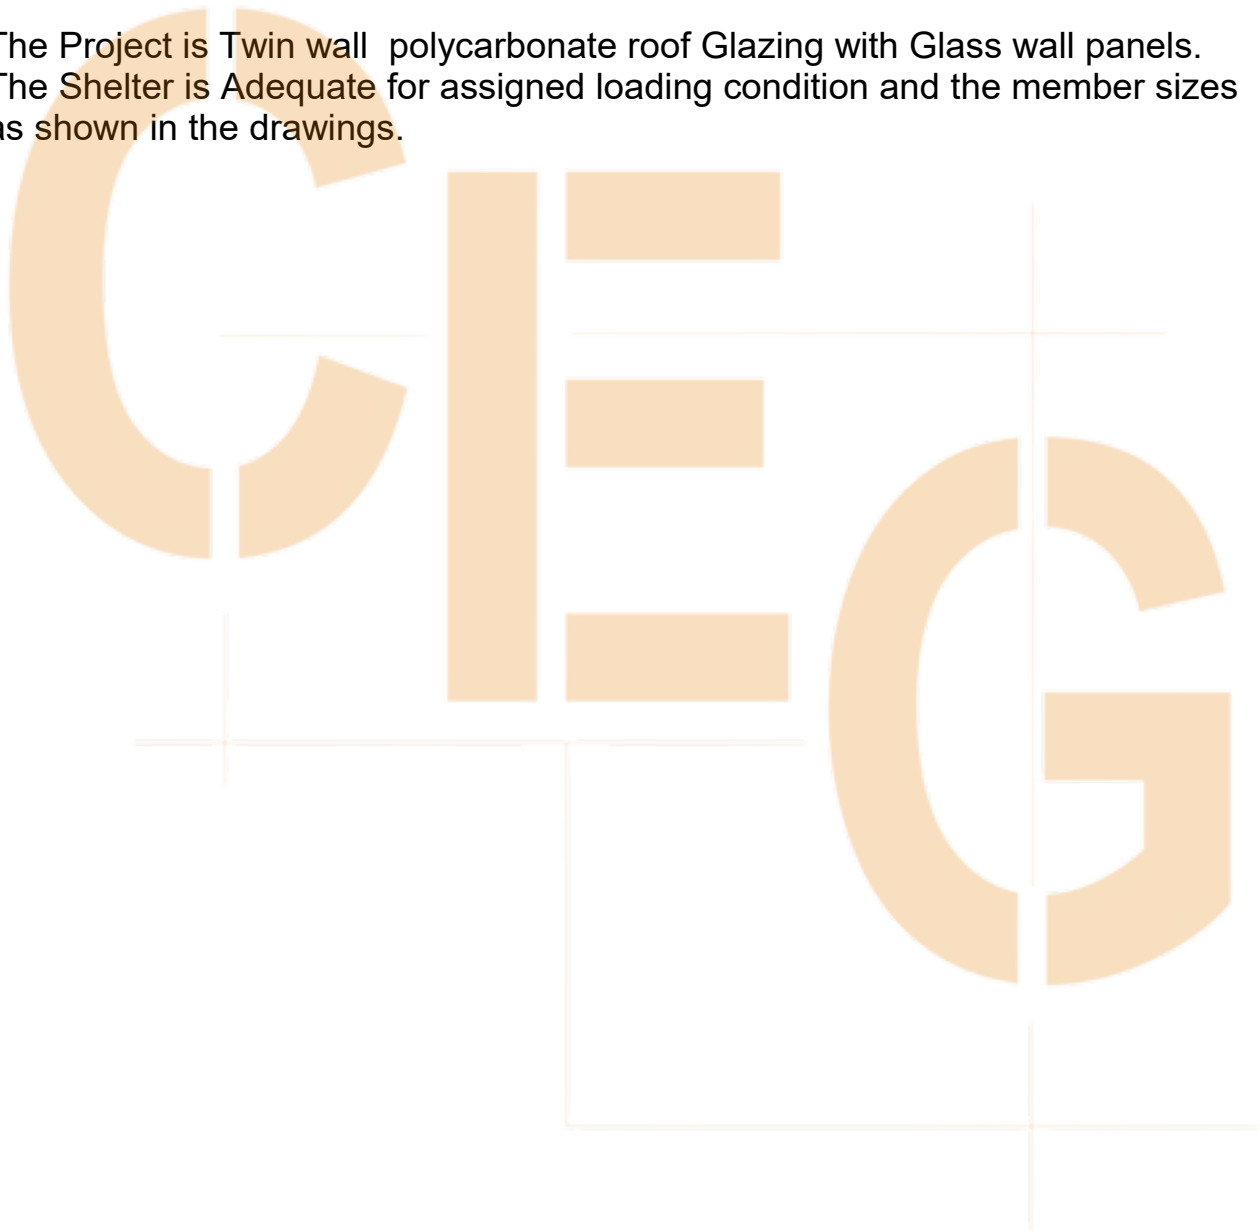 The Project is Twin wall  polycarbonate roof Glazing with Glass wall panels.
The Shelter is Adequate for assigned loading condition and the member sizes
as shown in the drawings.
CEG